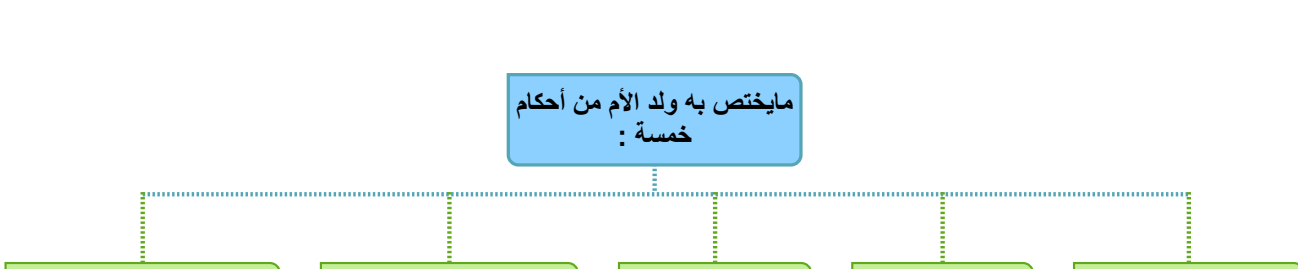 مايختص به ولد الأم من أحكام
خمسة :